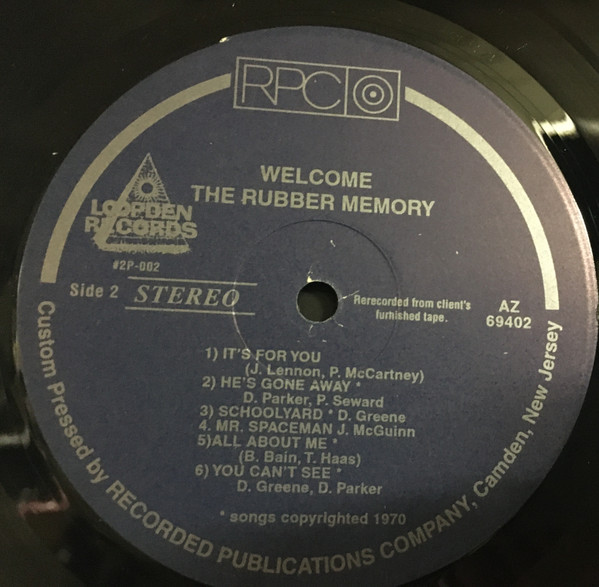 RPC
WELCOME
THE RUBBER MEMORY
LOOPDEN
RECORDS
#2P-002
Side 2 STEREO
Rerecorded from client's
furnished tape.
AZ
69402
1) IT'S FOR YOU
(J. Lennon, P. McCartney)
2) HE'S GONE AWAY *
D. Parker, P. Seward
3) SCHOOLYARD * D. Greene
4. MR. SPACEMAN J. McGuinn
5)ALL ABOUT ME *
(B. Bain, T. Haas)
6) YOU CAN'T SEE *
D. Greene, D. Parker
* songs copyrighted 1970
Custom Pressed by RECORDED PUBLICATIONS COMPANY, Camden, New Jersey